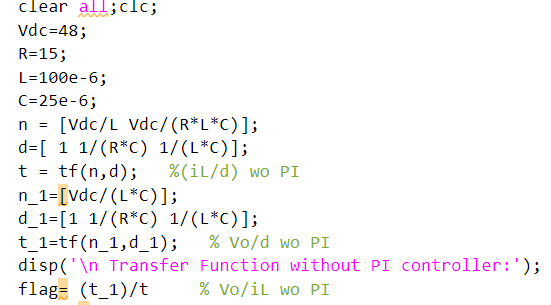 clear all;clc;
Vdc=48;
R=15;
L=100e-6;
C=25e-6;
n = [Vdc/L Vdc/(R*L*C)];
d=[ 1 1/(R*C) 1/(L*C)];
t = tf(n,d); %(iL/d) wo PI
n_1=[Vdc/(L*C)];
d_1=[1 1/(R*C) 1/(L*C)];
t_1=tf(n_1,d_1); % Vo/d wo PI
disp('\n Transfer Function without PI controller:');
flag= (t_1)/t % Vo/iL wo PI